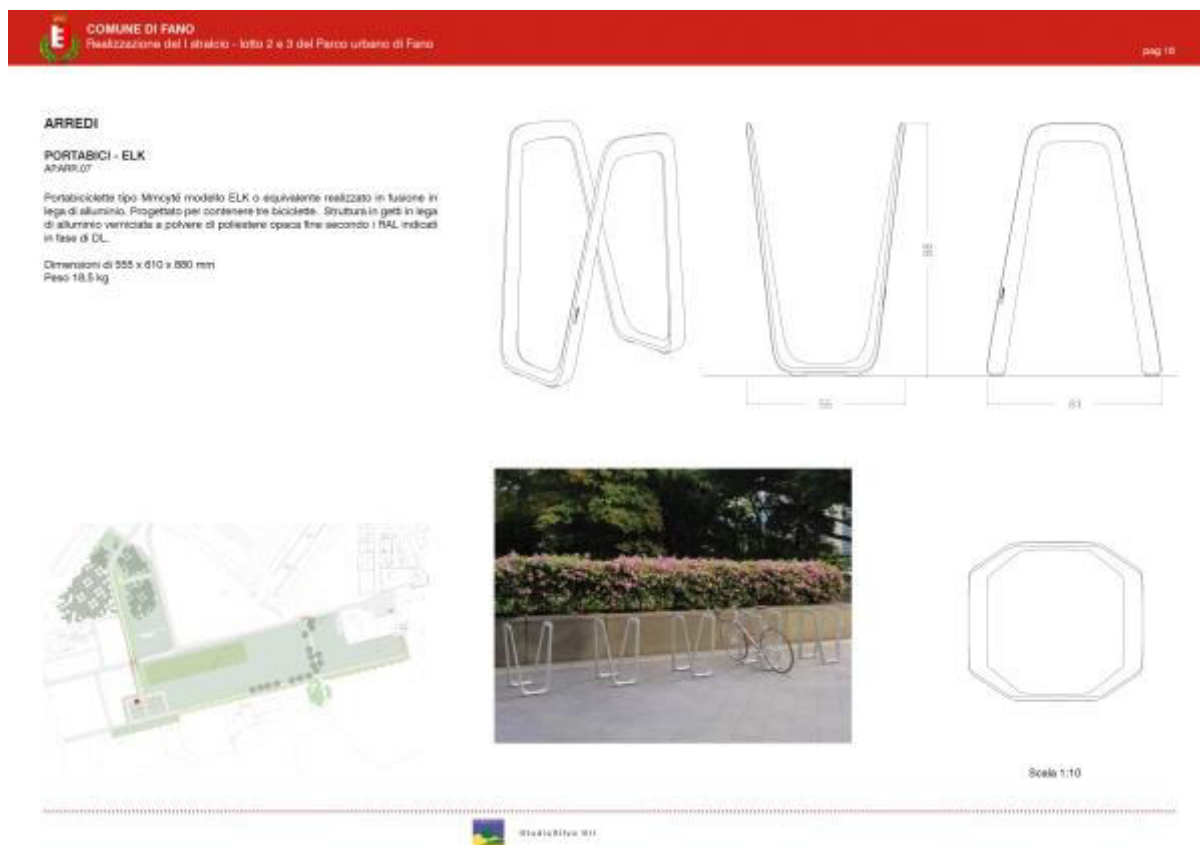 COMUNE DI FANO
Realizzazione del I stralcio - lotto 2 e 3 del Parco urbano di Fano
pag 18
ARREDI
PORTABICI - ELK
AP.ARR.07
Portabiciclette tipo Mmcyté modello ELK o equivalente realizzato in fusione in
lega di alluminio. Progettato per contenere tre biciclette. Struttura in getti in lega
di alluminio verniciata a polvere di poliestere opaca fine secondo i RAL indicati
in fase di DL.
Dimensioni di 555 x 610 x 880 mm
Peso 18,5 kg
88
55
61
Scala 1:10
StudioSilva Srl